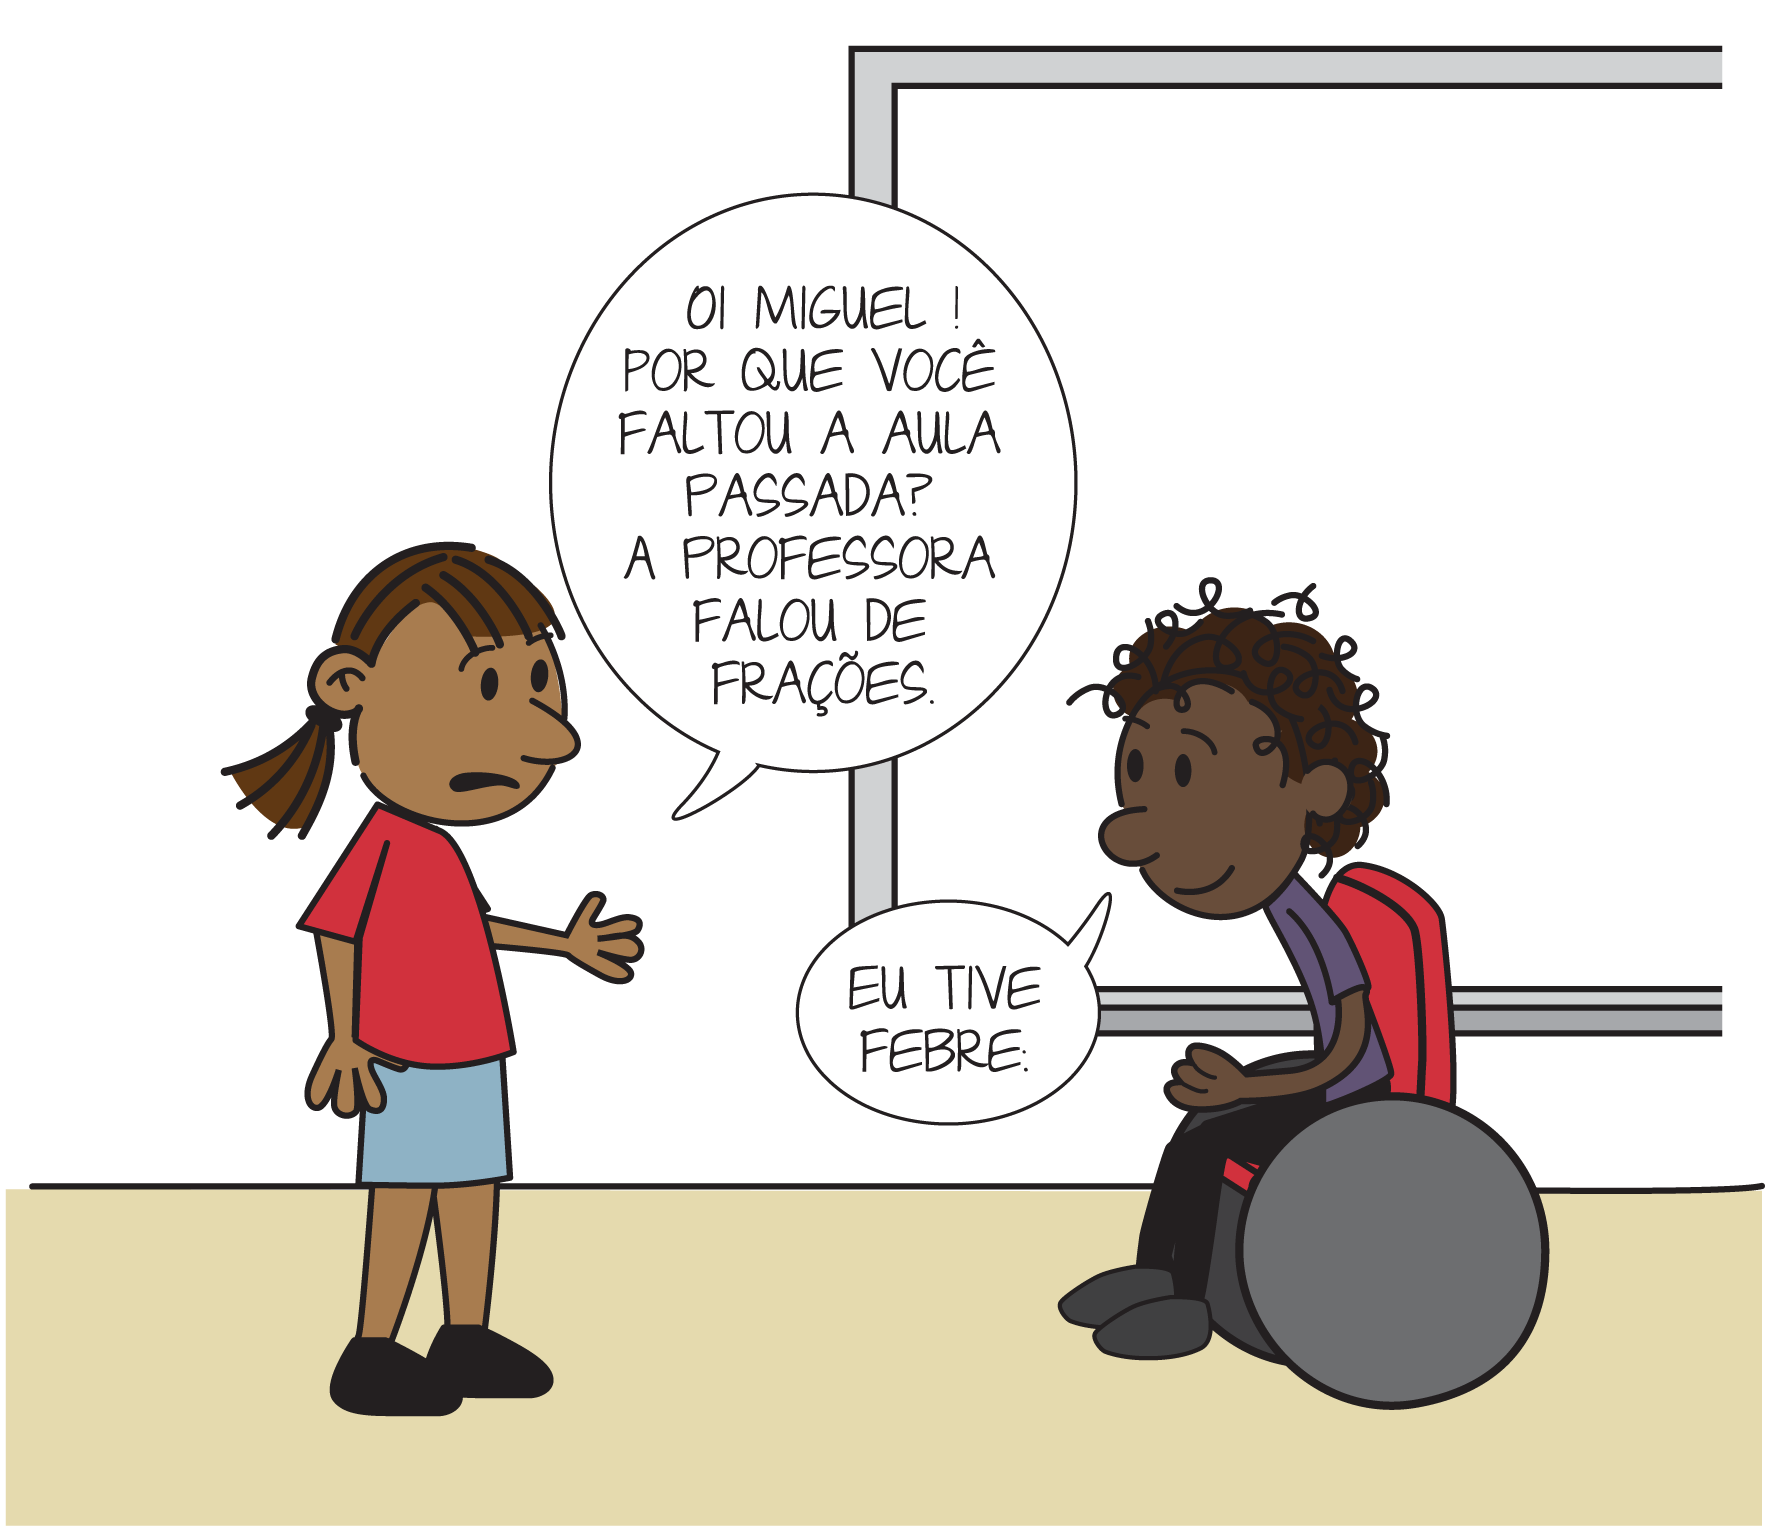 OI MIGUEL !
POR QUE VOCÊ
FALTOU A AULA
PASSADA?
A PROFESSORA
FALOU DE
FRAÇÕES.
EU TIVE
FEBRE.